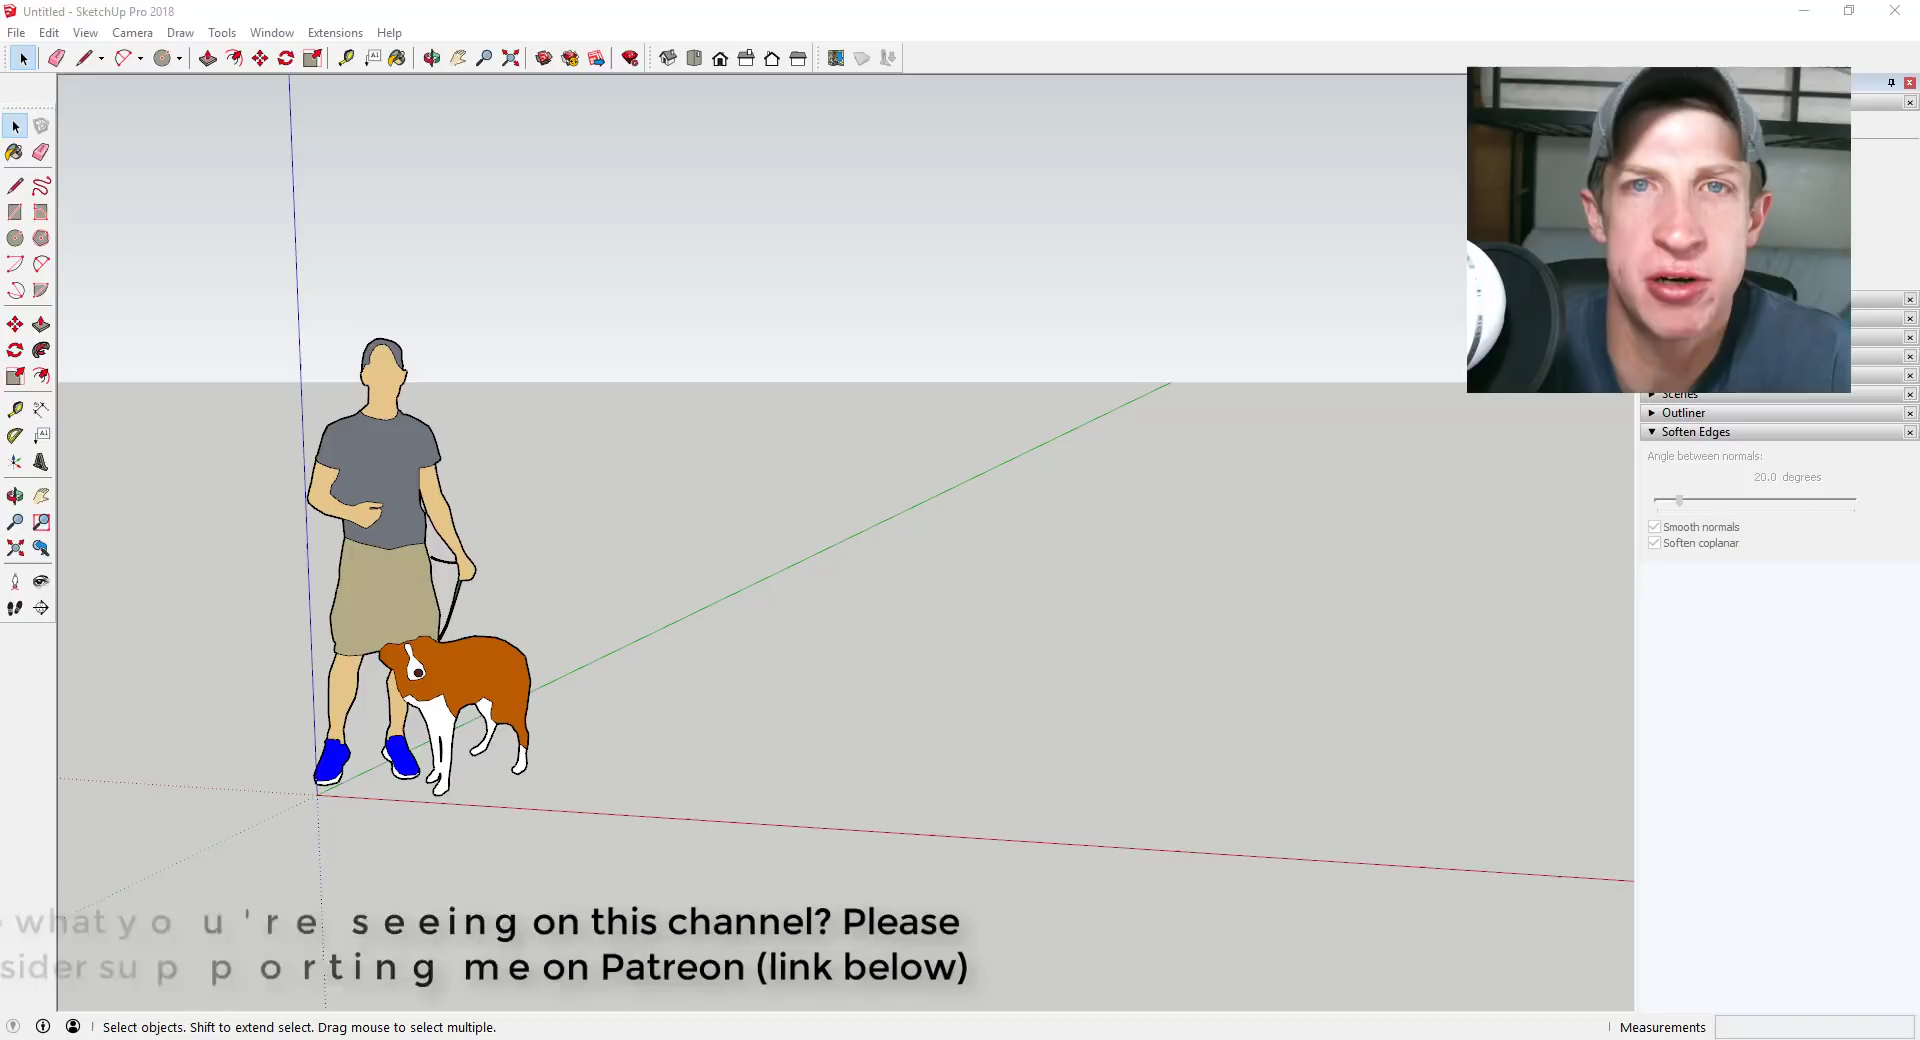 Untitled - SketchUp Pro 2018
File Edit View Camera Draw Tools Window Extensions Help
Scenes
Outliner
Soften Edges
Angle between normals:
20.0 degrees
Smooth normals
Soften coplanar
what you're seeing on this channel? Please
sider supporting me on Patreon (link below)
Select objects. Shift to extend select. Drag mouse to select multiple.
Measurements